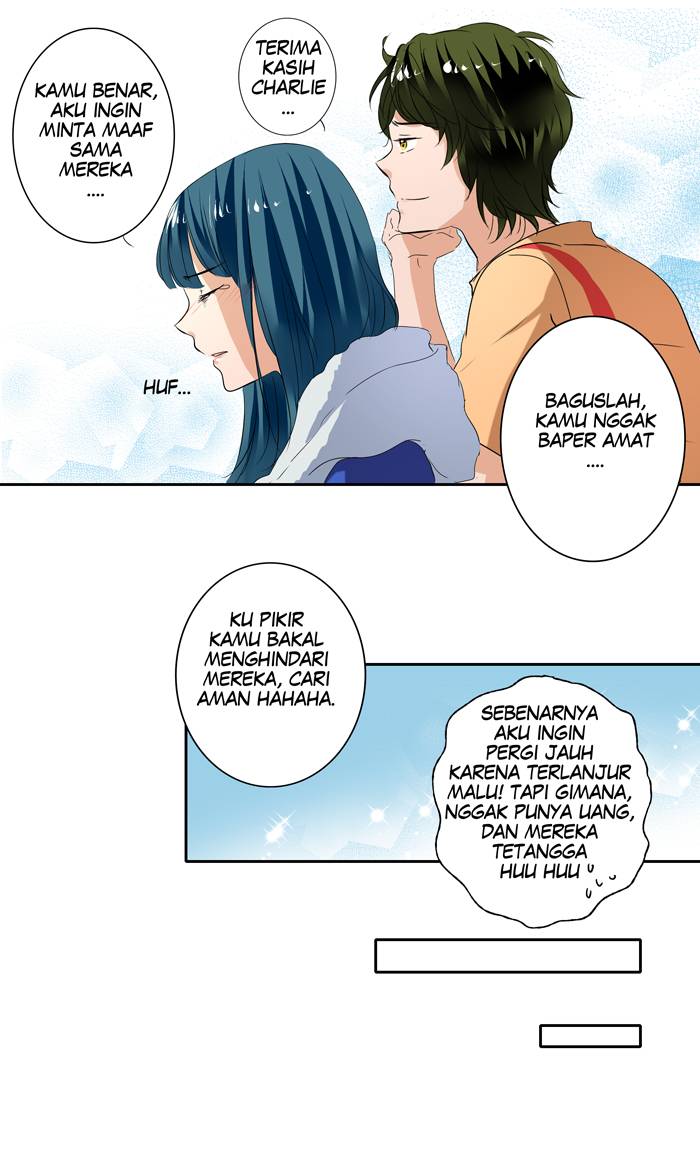 KAMU BENAR,
AKU INGIN
MINTA MAAF
SAMA
MEREKA
....
TERIMA
KASIH
CHARLIE
...
HUF...
BAGUSLAH,
KAMU NGGAK
BAPER AMAT
....
KU PIKIR
KAMU BAKAL
MENGHINDARI
MEREKA, CARI
AMAN HAHAHA.
SEBENARNYA
AKU INGIN
PERGI JAUH
KARENA TERLANJUR
MALU! TAPI GIMANA,
NGGAK PUNYA UANG,
DAN MEREKA
TETANGGA
HUU HUU